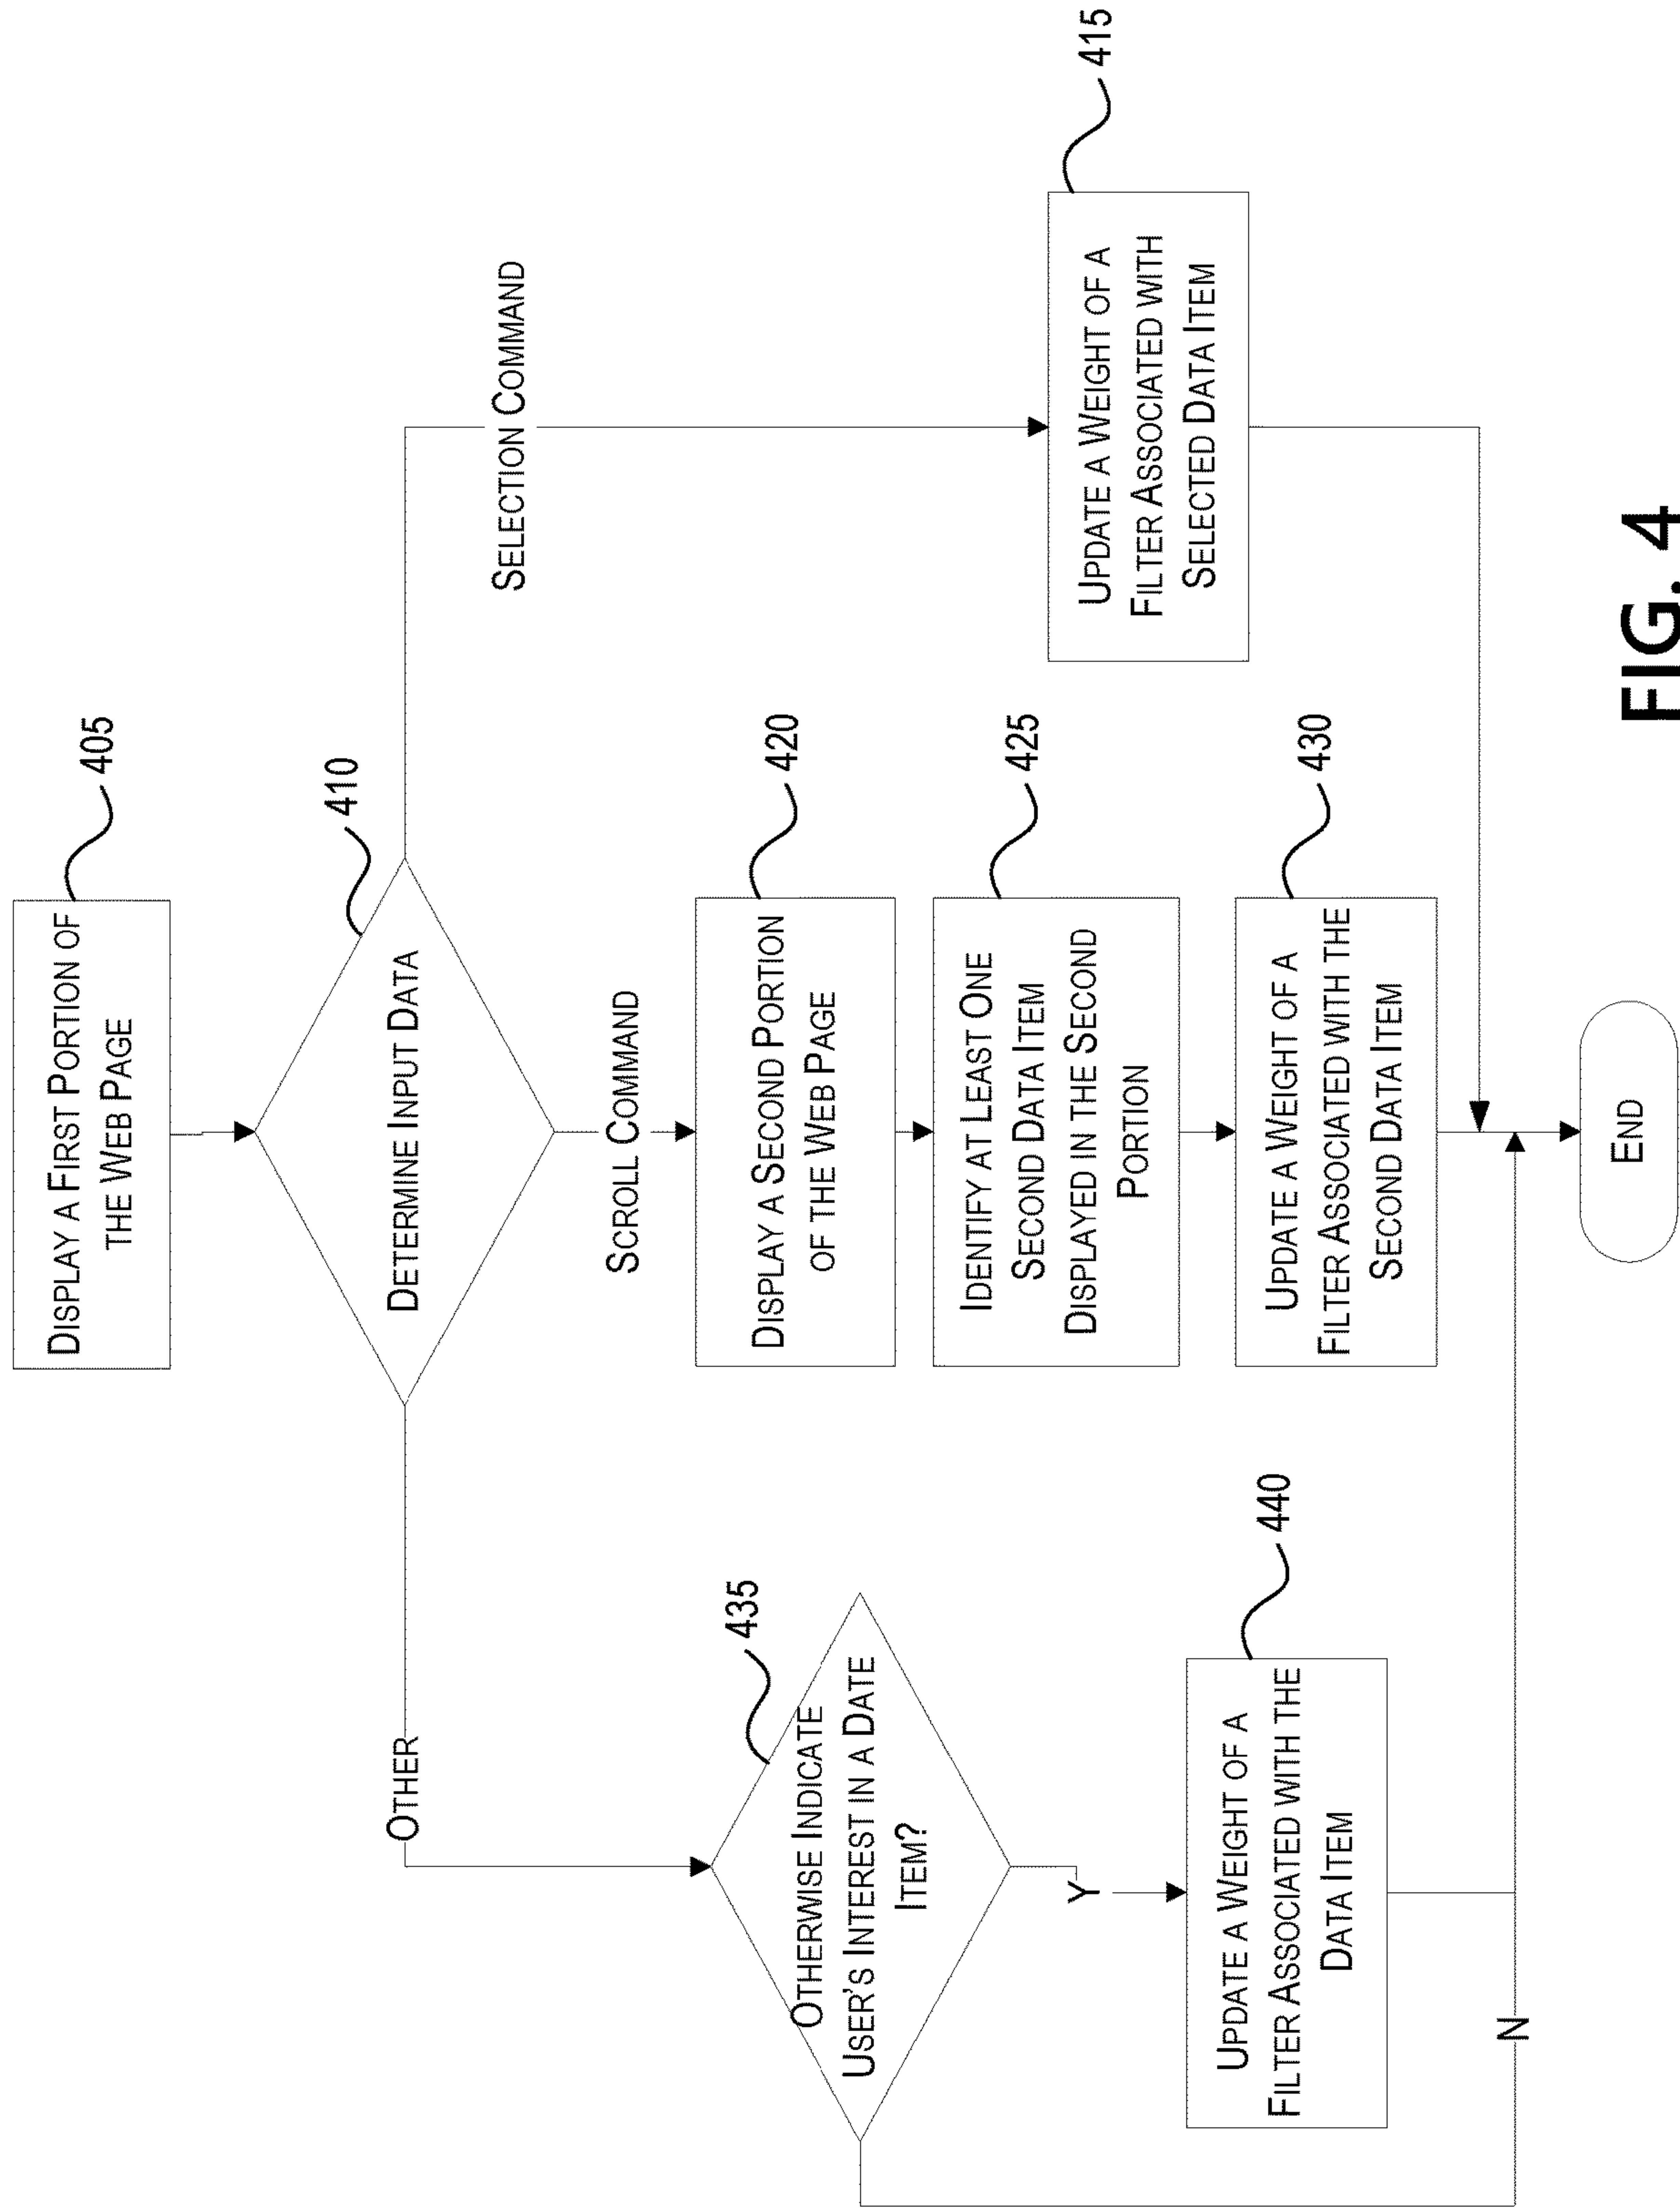 DISPLAY A FIRST PORTION OF
THE WEB PAGE
405
DETERMINE INPUT DATA
410
OTHER
SCROLL COMMAND
SELECTION COMMAND
OTHERWISE INDICATE
USER'S INTEREST IN A DATE
ITEM?
435
DISPLAY A SECOND PORTION
OF THE WEB PAGE
420
IDENTIFY AT LEAST ONE
SECOND DATA ITEM
DISPLAYED IN THE SECOND
PORTION
425
UPDATE A WEIGHT OF A
FILTER ASSOCIATED WITH
SELECTED DATA ITEM
415
Y
UPDATE A WEIGHT OF A
FILTER ASSOCIATED WITH THE
DATA ITEM
440
UPDATE A WEIGHT OF A
FILTER ASSOCIATED WITH THE
SECOND DATA ITEM
430
N
END
FIG. 4